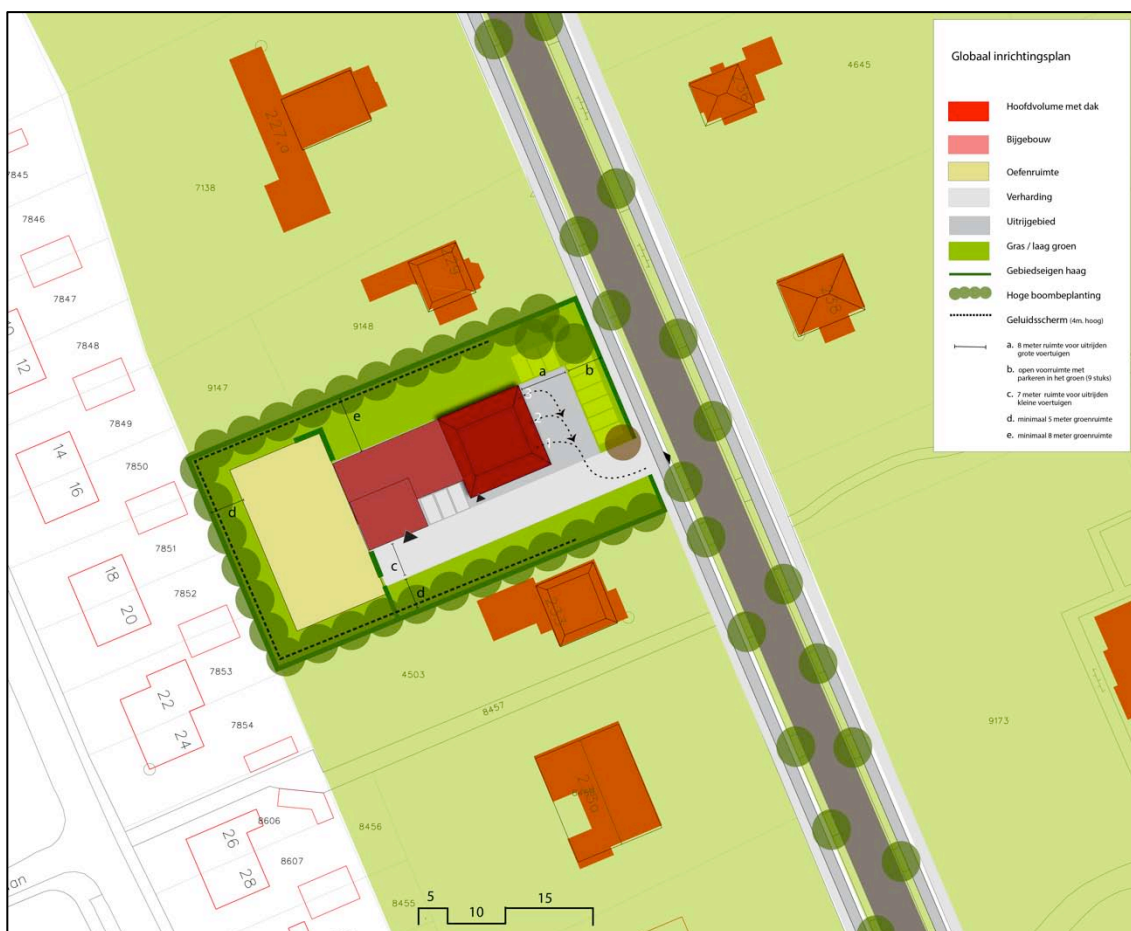 Globaal inrichtingsplan
Hoofdvolume met dak
Bijgebouw
Oefenruimte
Verharding
Uitrijgebied
Gras / laag groen
Gebiedseigen haag
Hoge boombeplanting
Geluidsscherm (4m. hoog)
a. 8 meter ruimte voor uitrijden
grote voertuigen
b. open voorruimte met
parkeren in het groen (9 stuks)
c. 7 meter ruimte voor uitrijden
kleine voertuigen
d. minimaal 5 meter groenruimte
e. minimaal 8 meter groenruimte
4645
7845
7138
7846
7847
9148
12
7848
9147
a
b
3
2
1
e
7849
14
16
7850
d
7851
c
d
18
20
7852
7853
4503
22
24
7854
8457
9173
8606
26
28
8607
8456
8455
5
10
15